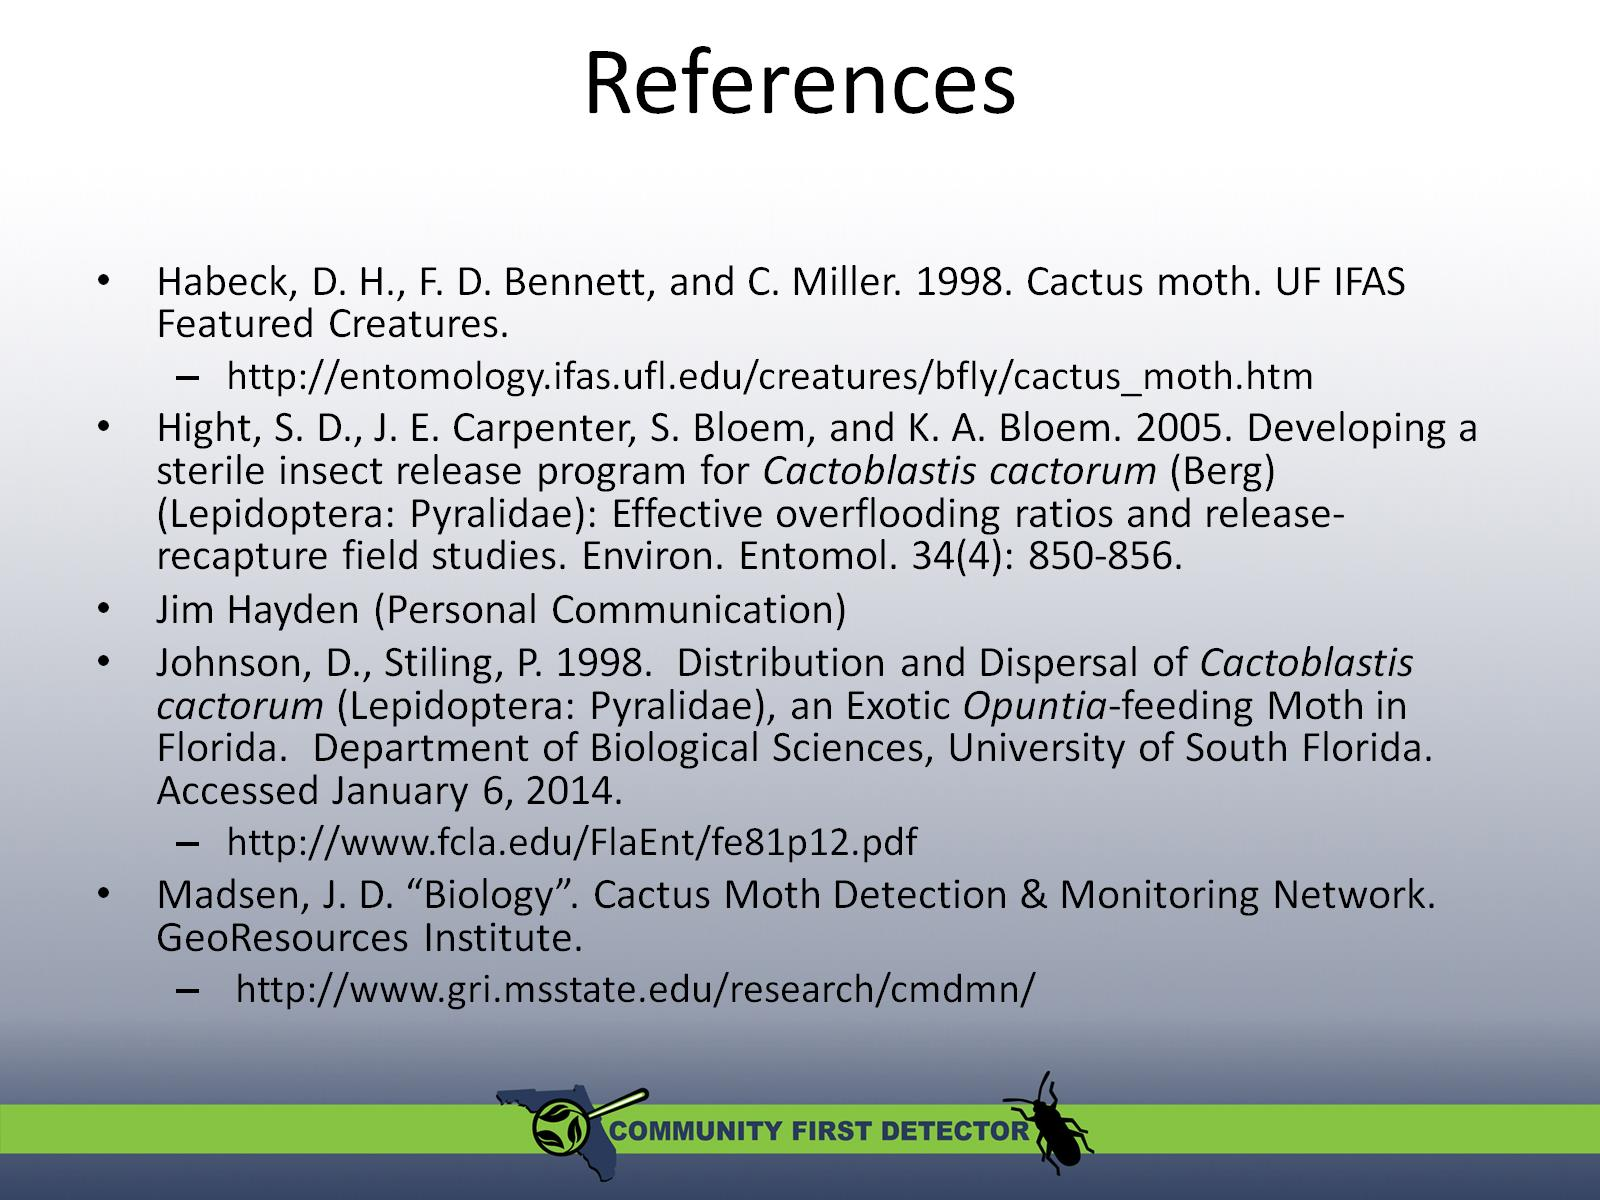 References
• Habeck, D. H., F. D. Bennett, and C. Miller. 1998. Cactus moth. UF IFAS
Featured Creatures.
– http://entomology.ifas.ufl.edu/creatures/bfly/cactus_moth.htm
• Hight, S. D., J. E. Carpenter, S. Bloem, and K. A. Bloem. 2005. Developing a
sterile insect release program for Cactoblastis cactorum (Berg)
(Lepidoptera: Pyralidae): Effective overflooding ratios and release-
recapture field studies. Environ. Entomol. 34(4): 850-856.
• Jim Hayden (Personal Communication)
• Johnson, D., Stiling, P. 1998.  Distribution and Dispersal of Cactoblastis
cactorum (Lepidoptera: Pyralidae), an Exotic Opuntia-feeding Moth in
Florida.  Department of Biological Sciences, University of South Florida.
Accessed January 6, 2014.
– http://www.fcla.edu/FlaEnt/fe81p12.pdf
• Madsen, J. D. “Biology”. Cactus Moth Detection & Monitoring Network.
GeoResources Institute.
– http://www.gri.msstate.edu/research/cmdmn/
COMMUNITY FIRST DETECTOR